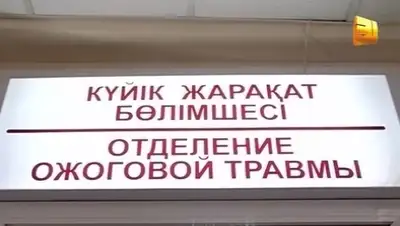 КҮЙІК ЖАРАҚАТ
БӨЛІМШЕСІ
ОТДЕЛЕНИЕ
ОЖОГОВОЙ ТРАВМЫ